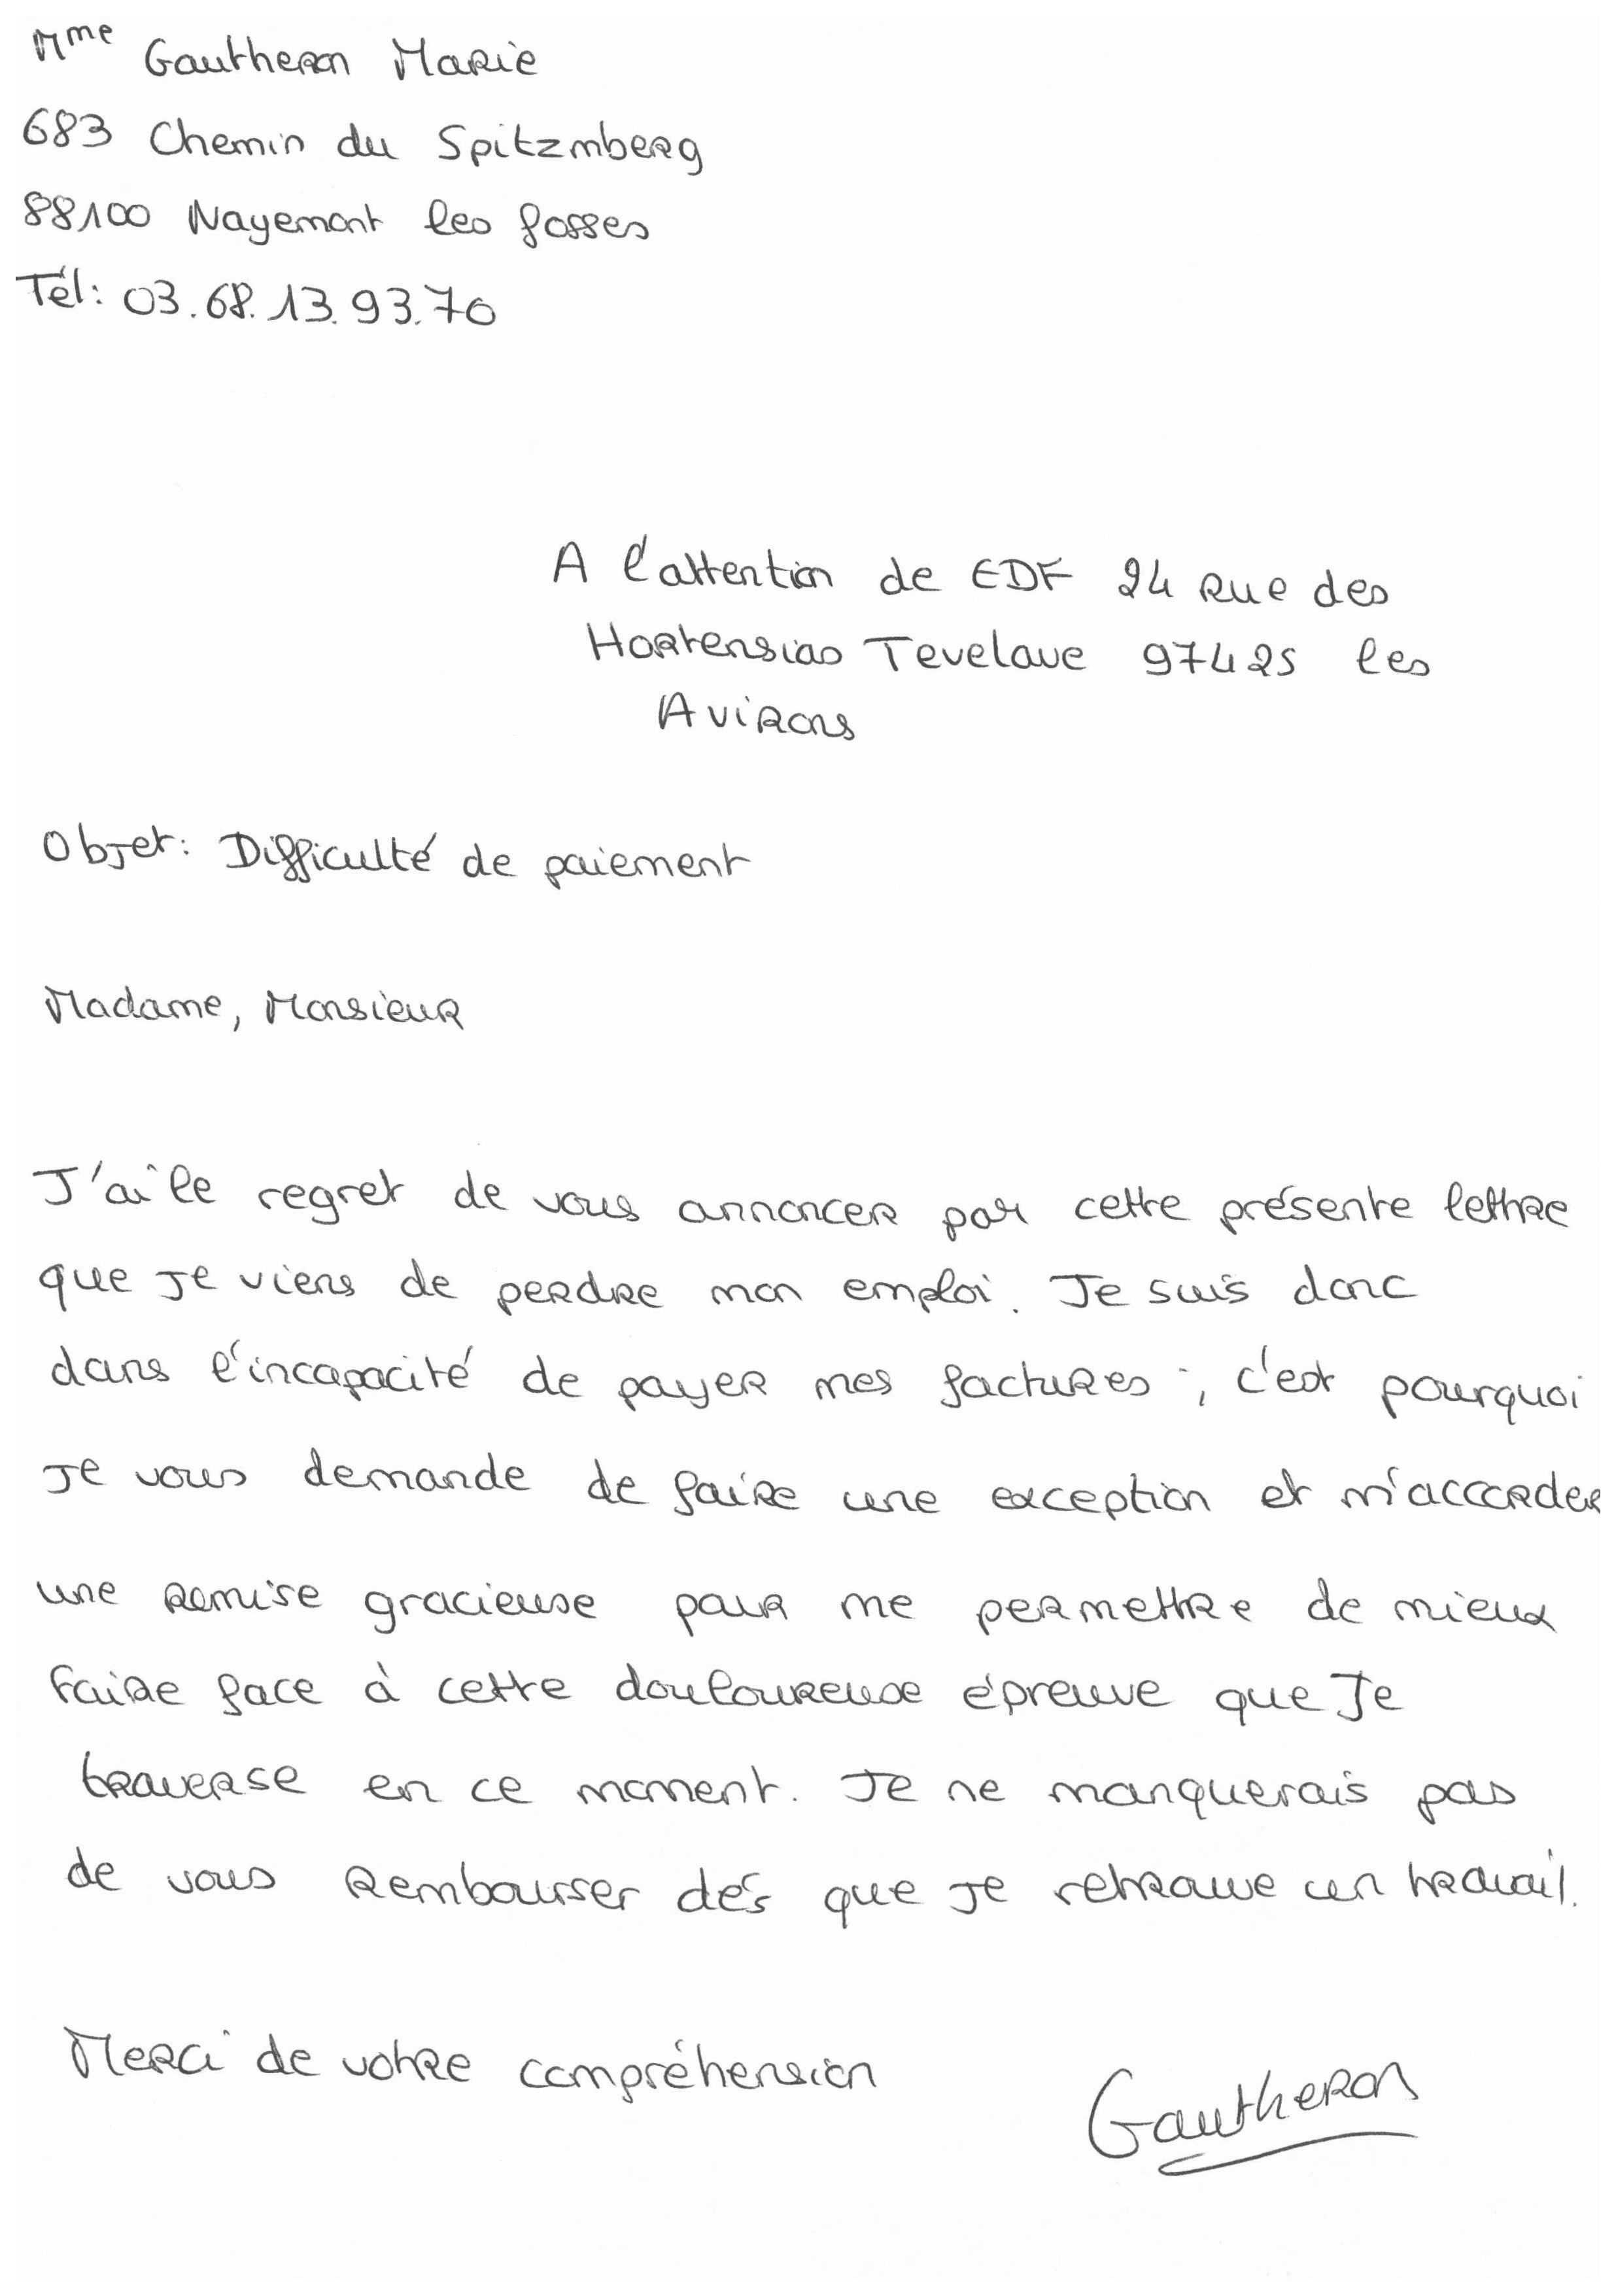 Mme Gautheron Marie
683 Chemin du Spitzmberg
88100 Nayemont les fosses
Tél: 03.68.13.93.70
A l'attention de EDF 24 rue des
Hortensias Tevelave 97425 les
Avirons
Objet: Difficulté de paiement
Madame, Monsieur
J'ai le regret de vous annoncer par cette présente lettre
que je viens de perdre mon emploi. Je suis donc
dans l'incapacité de payer mes factures ; c'est pourquoi
je vous demande de faire une exception et m'accorder
une remise gracieuse pour me permettre de mieux
faire face à cette douloureuse épreuve que Je
traverse en ce moment. Je ne manquerais pas
de vous rembourser dés que je retrouve un travail.
Merci de votre compréhension
Gautheron